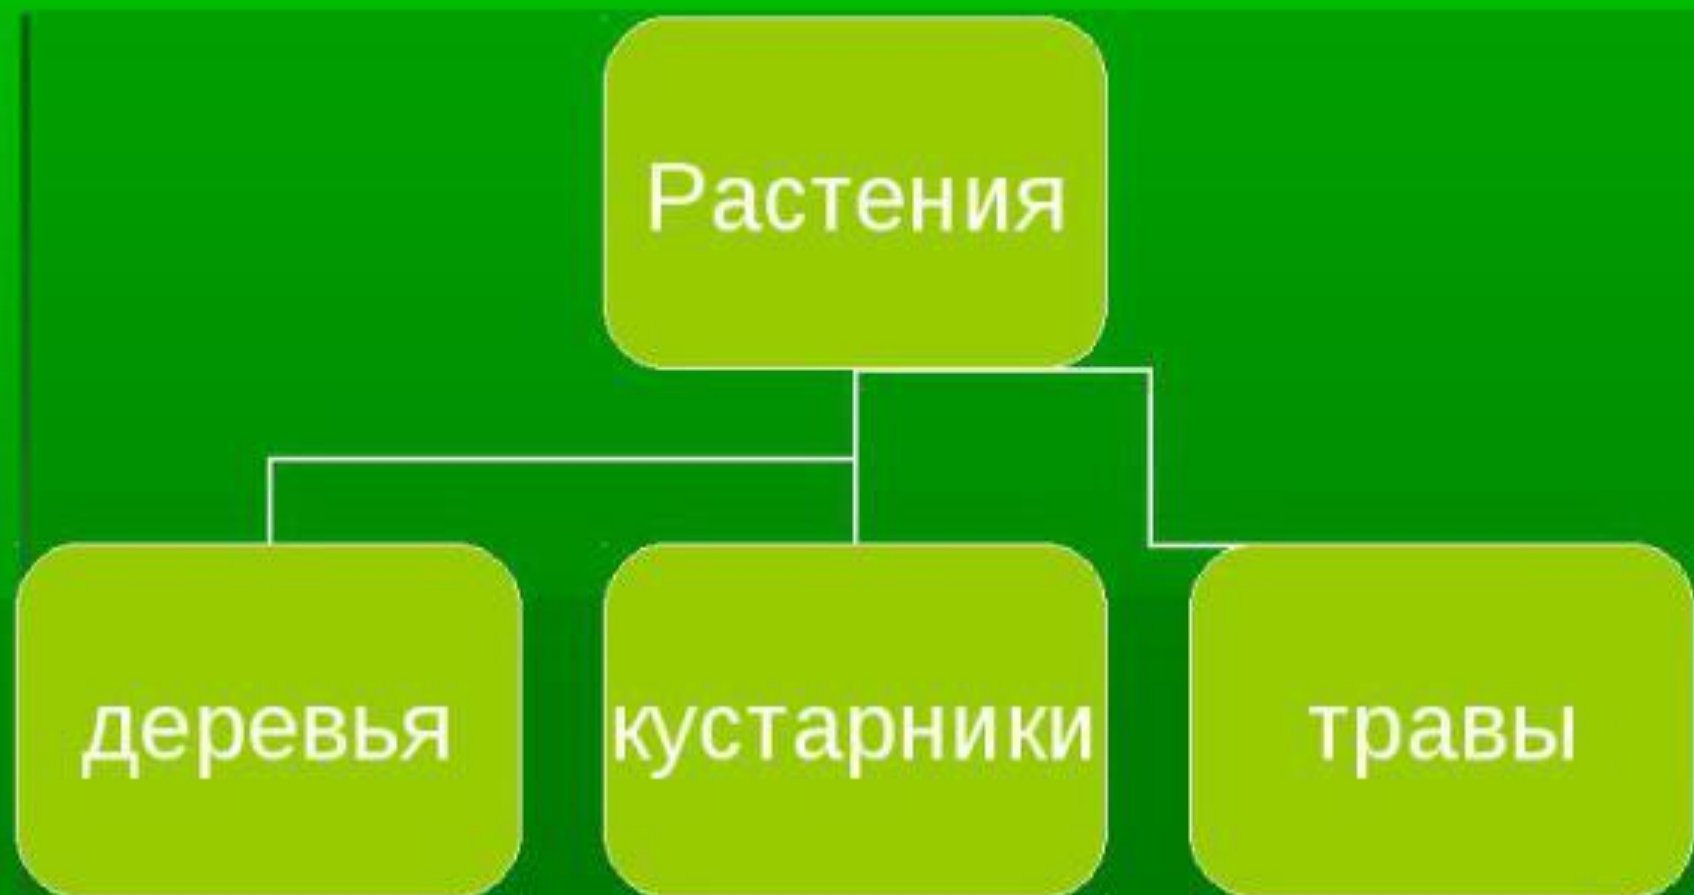 Растения
деревья
кустарники
травы